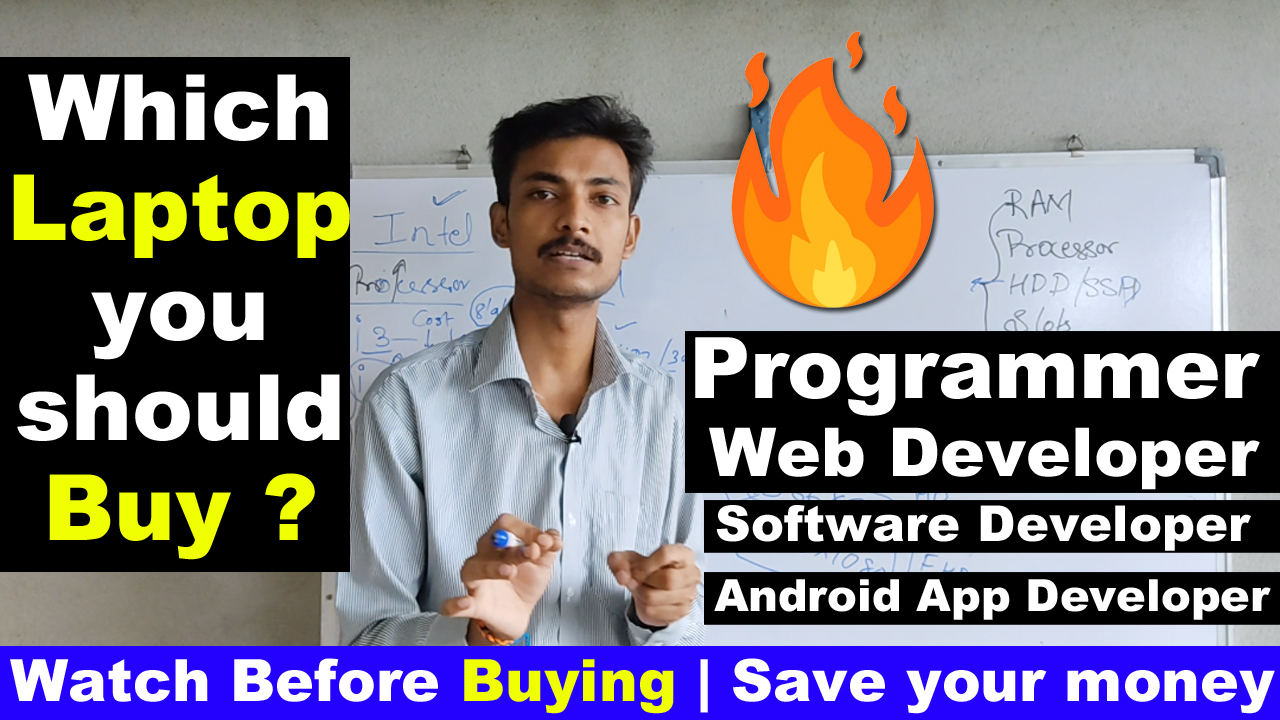 Which
Laptop
you
should
Buy ?
Intel
Processor
Cost
i3
RAM
Processor
HDD/SSD
Slots
Programmer
Web Developer
Software Developer
Android App Developer
Watch Before Buying | Save your money